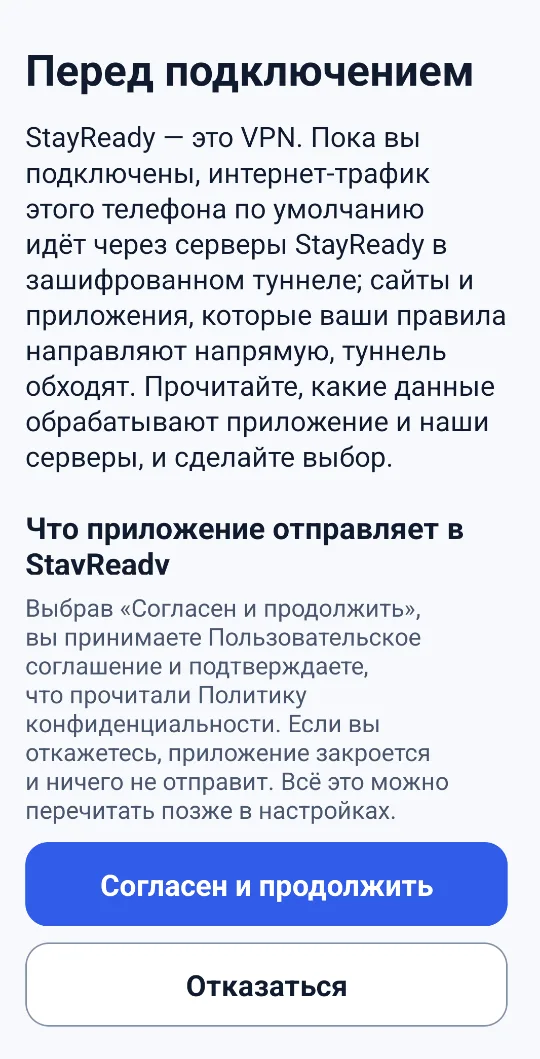 Перед подключением
StayReady — это VPN. Пока вы
подключены, интернет-трафик
этого телефона по умолчанию
идёт через серверы StayReady в
зашифрованном туннеле; сайты и
приложения, которые ваши правила
направляют напрямую, туннель
обходят. Прочитайте, какие данные
обрабатывают приложение и наши
серверы, и сделайте выбор.
Что приложение отправляет в
StayReady
Выбрав «Согласен и продолжить»,
вы принимаете Пользовательское
соглашение и подтверждаете,
что прочитали Политику
конфиденциальности. Если вы
откажетесь, приложение закроется
и ничего не отправит. Всё это можно
перечитать позже в настройках.
Согласен и продолжить
Отказаться